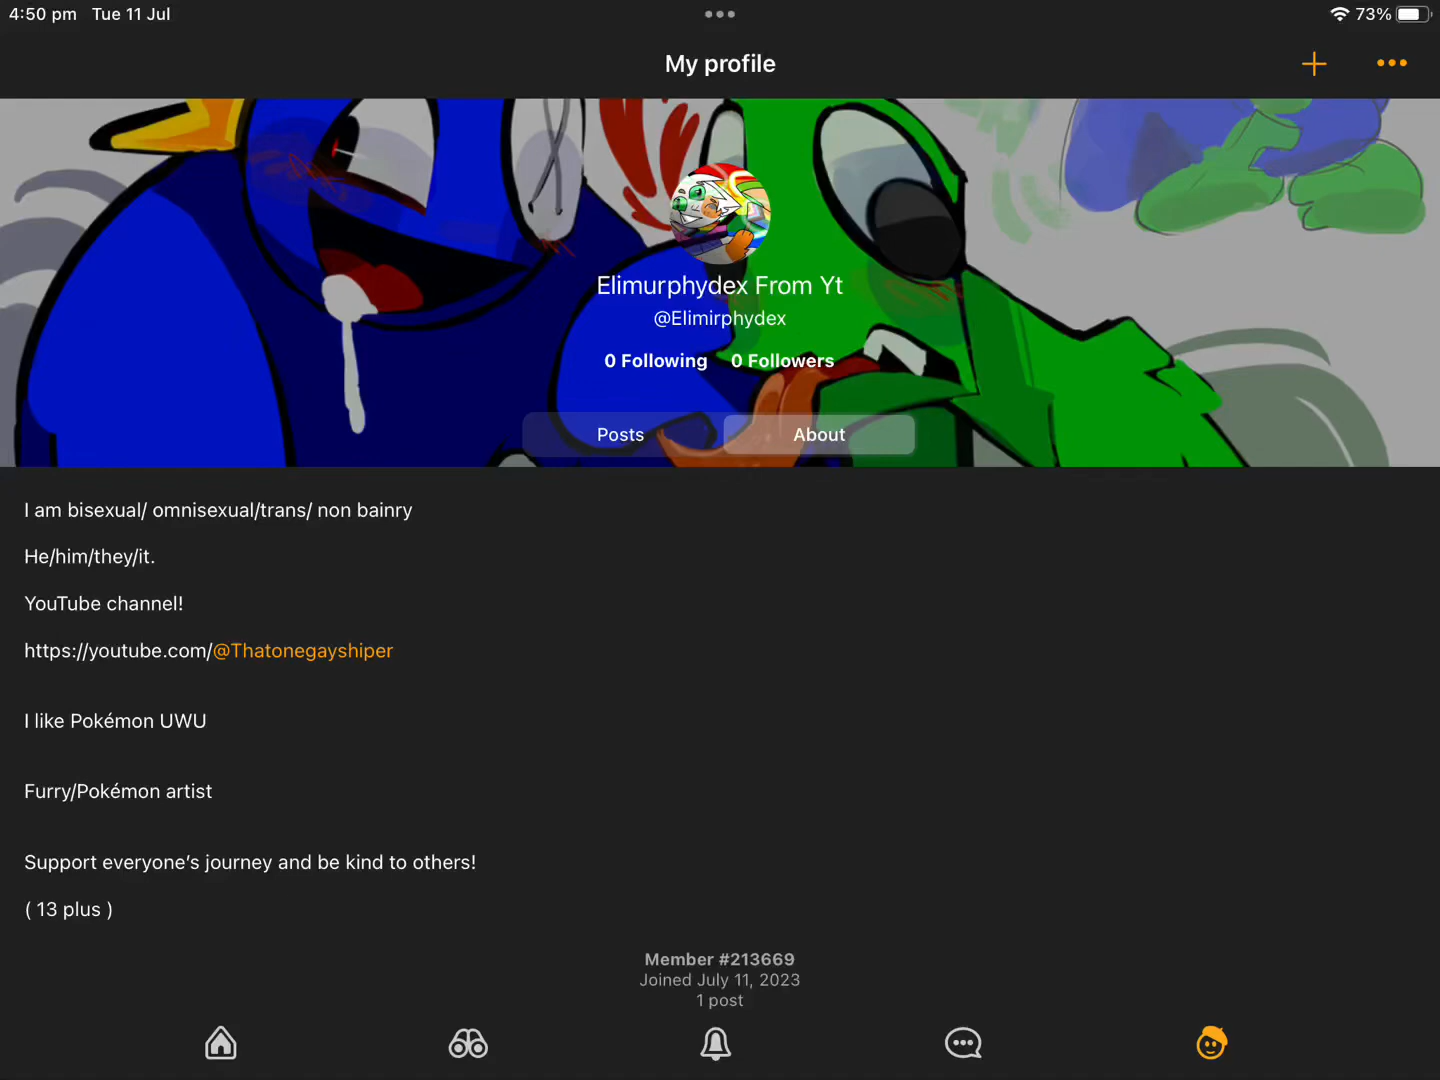 4:50 pm Tue 11 Jul
73%
My profile
Elimurphydex From Yt
@Elimirphydex
0 Following 0 Followers
Posts About
I am bisexual/ omnisexual/trans/ non bainry
He/him/they/it.
YouTube channel!
https://youtube.com/@Thatonegayshiper
I like Pokémon UWU
Furry/Pokémon artist
Support everyone’s journey and be kind to others!
( 13 plus )
Member #213669
Joined July 11, 2023
1 post